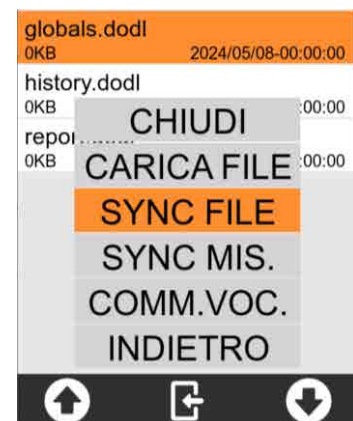 globals.dodl
0KB 2024/05/08-00:00:00
history.dodl
0KB :00:00
CHIUDI
0KB :00:00
CARICA FILE
SYNC FILE
SYNC MIS.
COMM.VOC.
INDIETRO